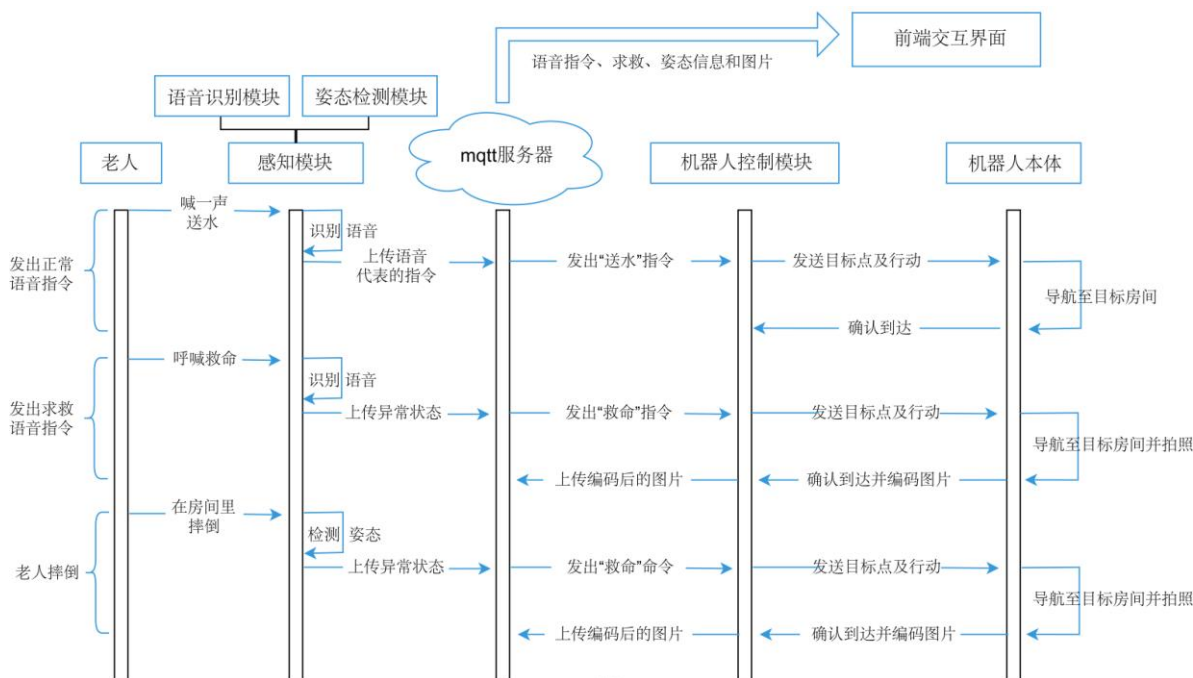 前端交互界面
语音指令、求救、姿态信息和图片
语音识别模块
姿态检测模块
老人
感知模块
mqtt服务器
机器人控制模块
机器人本体
发出正常
语音指令
喊一声
送水
识别 语音
上传语音
代表的指令
发出“送水”指令
发送目标点及行动
导航至目标房间
确认到达
发出求救
语音指令
呼喊救命
识别 语音
上传异常状态
发出“救命”指令
发送目标点及行动
导航至目标房间并拍照
上传编码后的图片
确认到达并编码图片
老人摔倒
在房间里
摔倒
检测 姿态
上传异常状态
发出“救命”命令
发送目标点及行动
导航至目标房间并拍照
上传编码后的图片
确认到达并编码图片